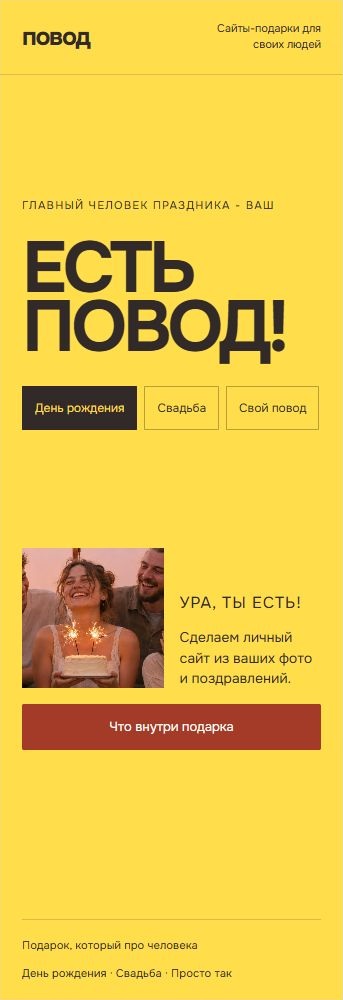 повод
Сайты-подарки для
своих людей
ГЛАВНЫЙ ЧЕЛОВЕК ПРАЗДНИКА - ВАШ
ЕСТЬ
ПОВОД!
День рождения
Свадьба
Свой повод
УРА, ТЫ ЕСТЬ!
Сделаем личный
сайт из ваших фото
и поздравлений.
Что внутри подарка
Подарок, который про человека
День рождения · Свадьба · Просто так